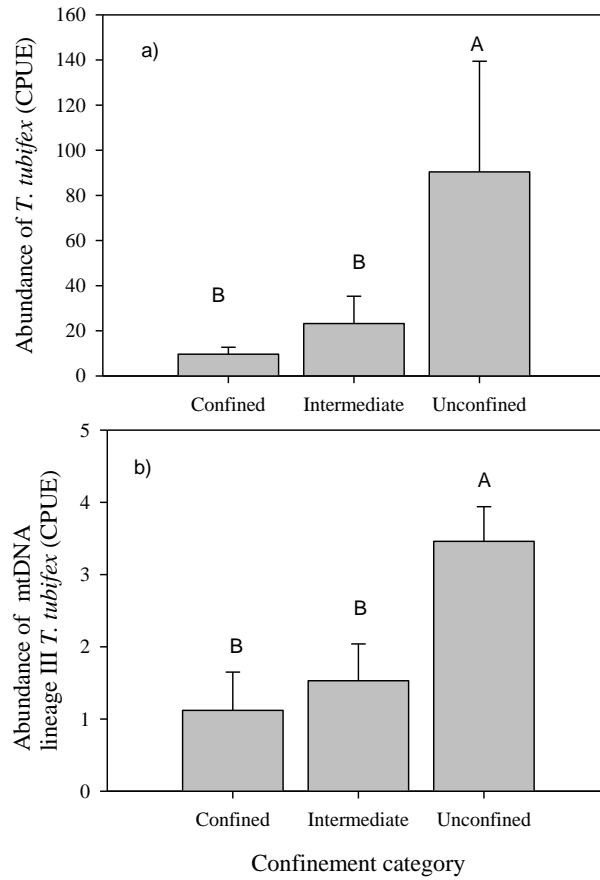 160
140
120
100
80
60
40
20
0
Abundance of T. tubifex (CPUE)
a)
B
B
A
Confined Intermediate Unconfined
5
4
3
2
1
0
Abundance of mtDNA
lineage III T. tubifex (CPUE)
b)
B
B
A
Confined Intermediate Unconfined
Confinement category